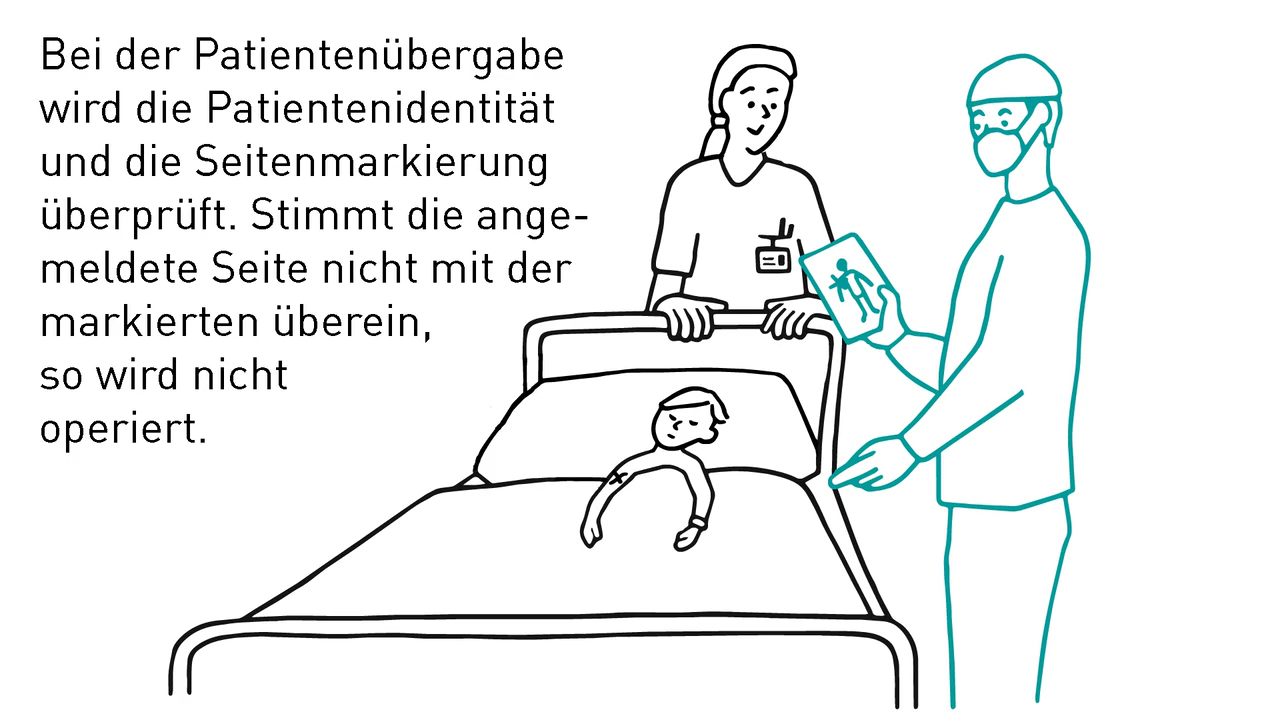 Bei der Patientenübergabe
wird die Patientenidentität
und die Seitenmarkierung
überprüft. Stimmt die ange-
meldete Seite nicht mit der
markierten überein,
so wird nicht
operiert.